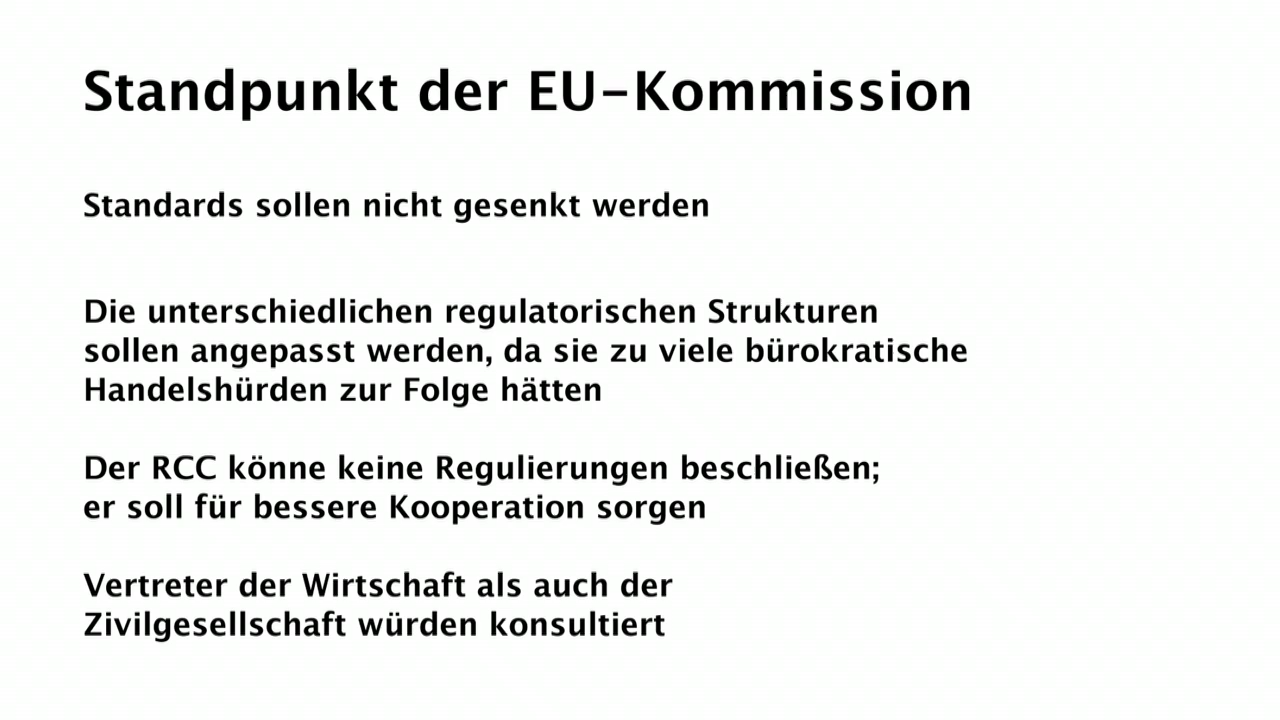 Standpunkt der EU-Kommission
Standards sollen nicht gesenkt werden
Die unterschiedlichen regulatorischen Strukturen
sollen angepasst werden, da sie zu viele bürokratische
Handelshürden zur Folge hätten
Der RCC könne keine Regulierungen beschließen;
er soll für bessere Kooperation sorgen
Vertreter der Wirtschaft als auch der
Zivilgesellschaft würden konsultiert